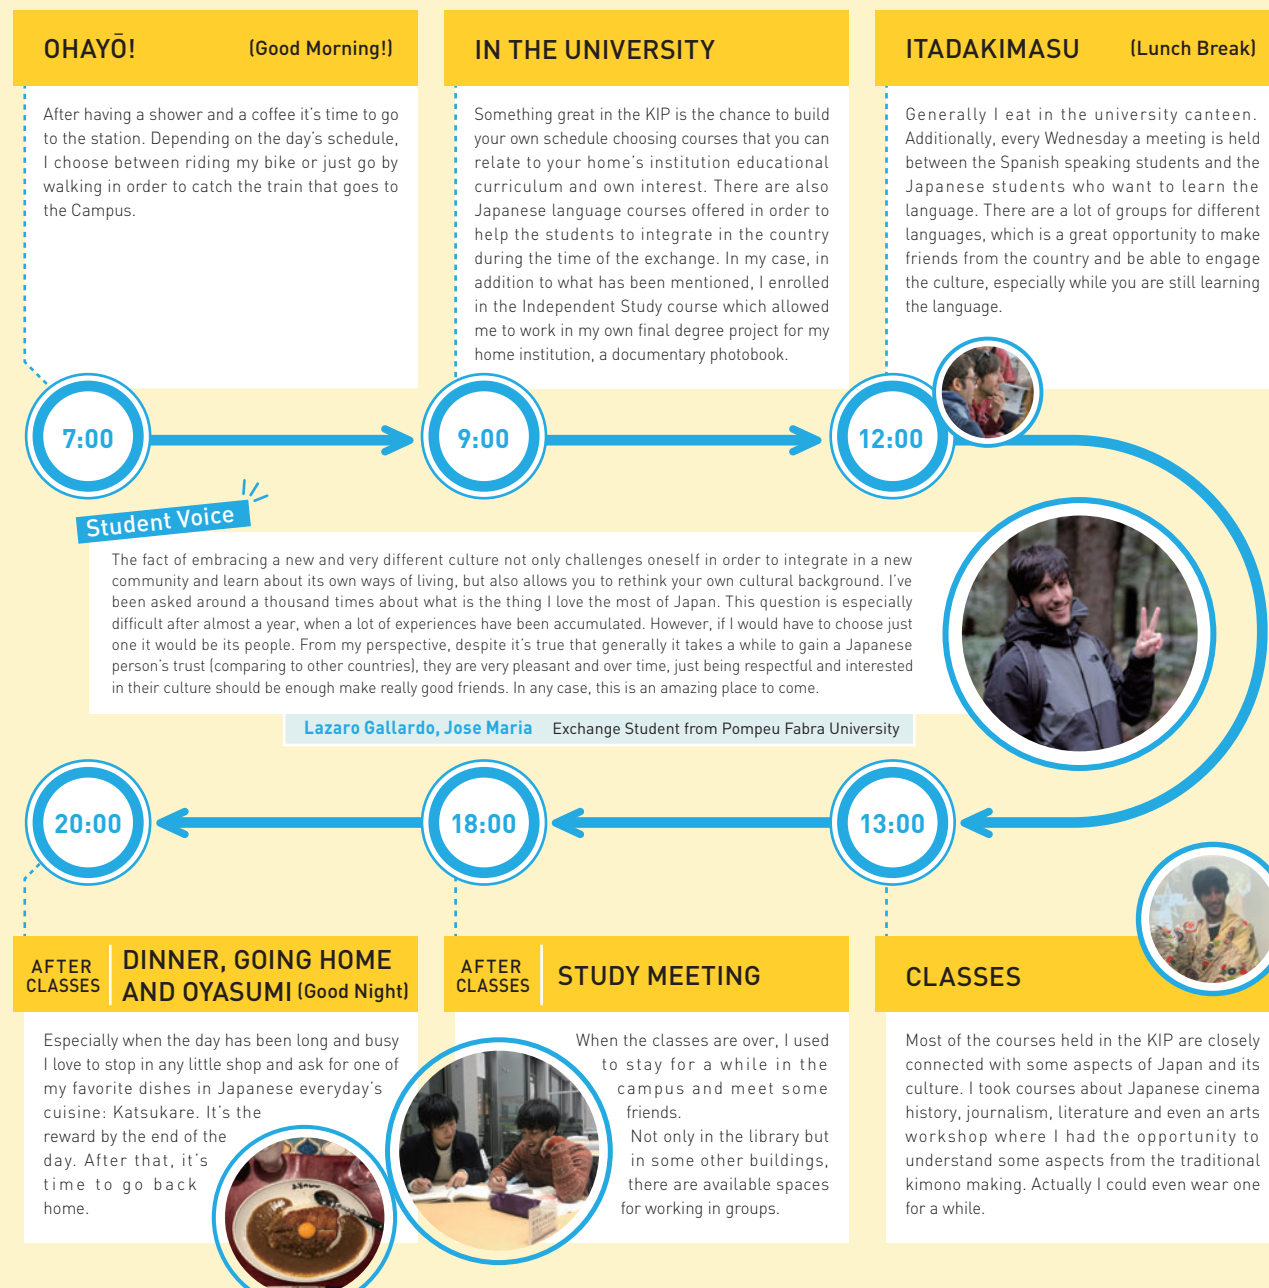 OHAYŌ! (Good Morning!)
After having a shower and a coffee it's time to go
to the station. Depending on the day's schedule,
I choose between riding my bike or just go by
walking in order to catch the train that goes to
the Campus.
IN THE UNIVERSITY
Something great in the KIP is the chance to build
your own schedule choosing courses that you can
relate to your home's institution educational
curriculum and own interest. There are also
Japanese language courses offered in order to
help the students to integrate in the country
during the time of the exchange. In my case, in
addition to what has been mentioned, I enrolled
in the Independent Study course which allowed
me to work in my own final degree project for my
home institution, a documentary photobook.
ITADAKIMASU (Lunch Break)
Generally I eat in the university canteen.
Additionally, every Wednesday a meeting is held
between the Spanish speaking students and the
Japanese students who want to learn the
language. There are a lot of groups for different
languages, which is a great opportunity to make
friends from the country and be able to engage
the culture, especially while you are still learning
the language.
7:00
9:00
12:00
Student Voice
The fact of embracing a new and very different culture not only challenges oneself in order to integrate in a new
community and learn about its own ways of living, but also allows you to rethink your own cultural background. I've
been asked around a thousand times about what is the thing I love the most of Japan. This question is especially
difficult after almost a year, when a lot of experiences have been accumulated. However, if I would have to choose just
one it would be its people. From my perspective, despite it's true that generally it takes a while to gain a Japanese
person's trust (comparing to other countries), they are very pleasant and over time, just being respectful and interested
in their culture should be enough make really good friends. In any case, this is an amazing place to come.
Lazaro Gallardo, Jose Maria Exchange Student from Pompeu Fabra University
13:00
18:00
20:00
CLASSES
Most of the courses held in the KIP are closely
connected with some aspects of Japan and its
culture. I took courses about Japanese cinema
history, journalism, literature and even an arts
workshop where I had the opportunity to
understand some aspects from the traditional
kimono making. Actually I could even wear one
for a while.
AFTER
CLASSES
STUDY MEETING
When the classes are over, I used
to stay for a while in the
campus and meet some
friends.
Not only in the library but
in some other buildings,
there are available spaces
for working in groups.
AFTER
CLASSES
DINNER, GOING HOME
AND OYASUMI (Good Night)
Especially when the day has been long and busy
I love to stop in any little shop and ask for one of
my favorite dishes in Japanese everyday's
cuisine: Katsukare. It's the
reward by the end of the
day. After that, it's
time to go back
home.